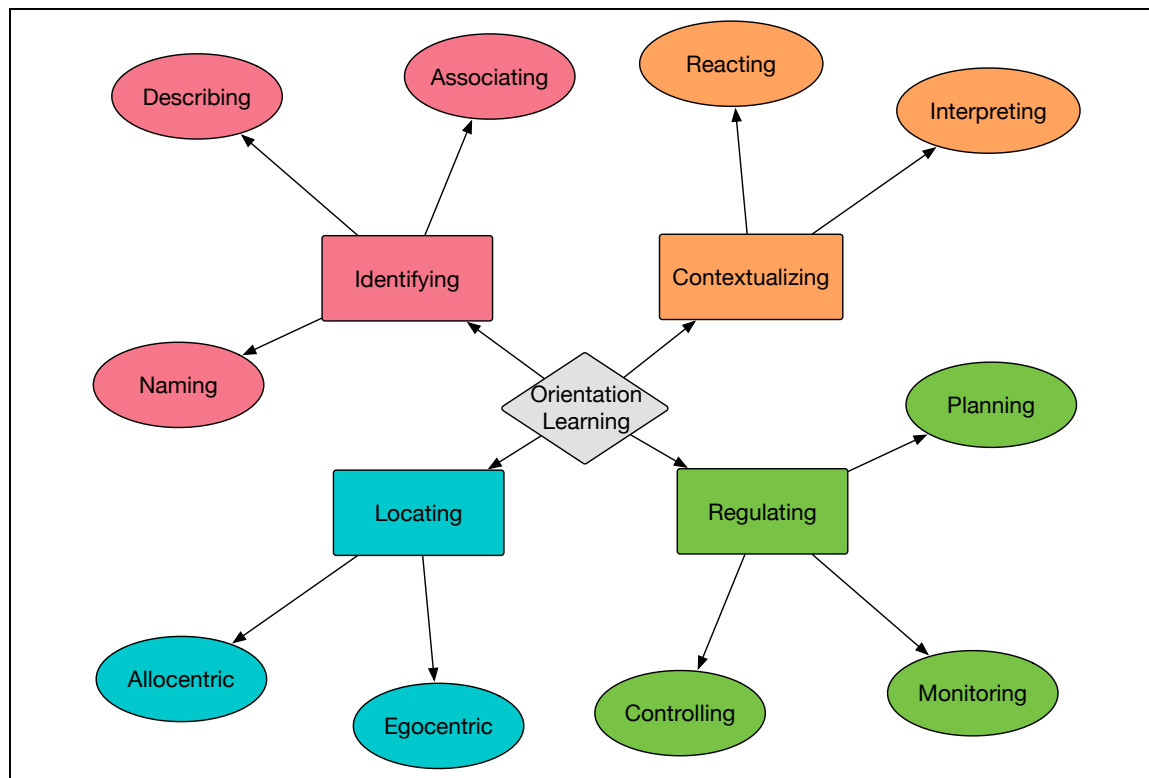 Describing
Associating
Reacting
Interpreting
Identifying
Contextualizing
Naming
Orientation
Learning
Planning
Locating
Regulating
Allocentric
Egocentric
Controlling
Monitoring